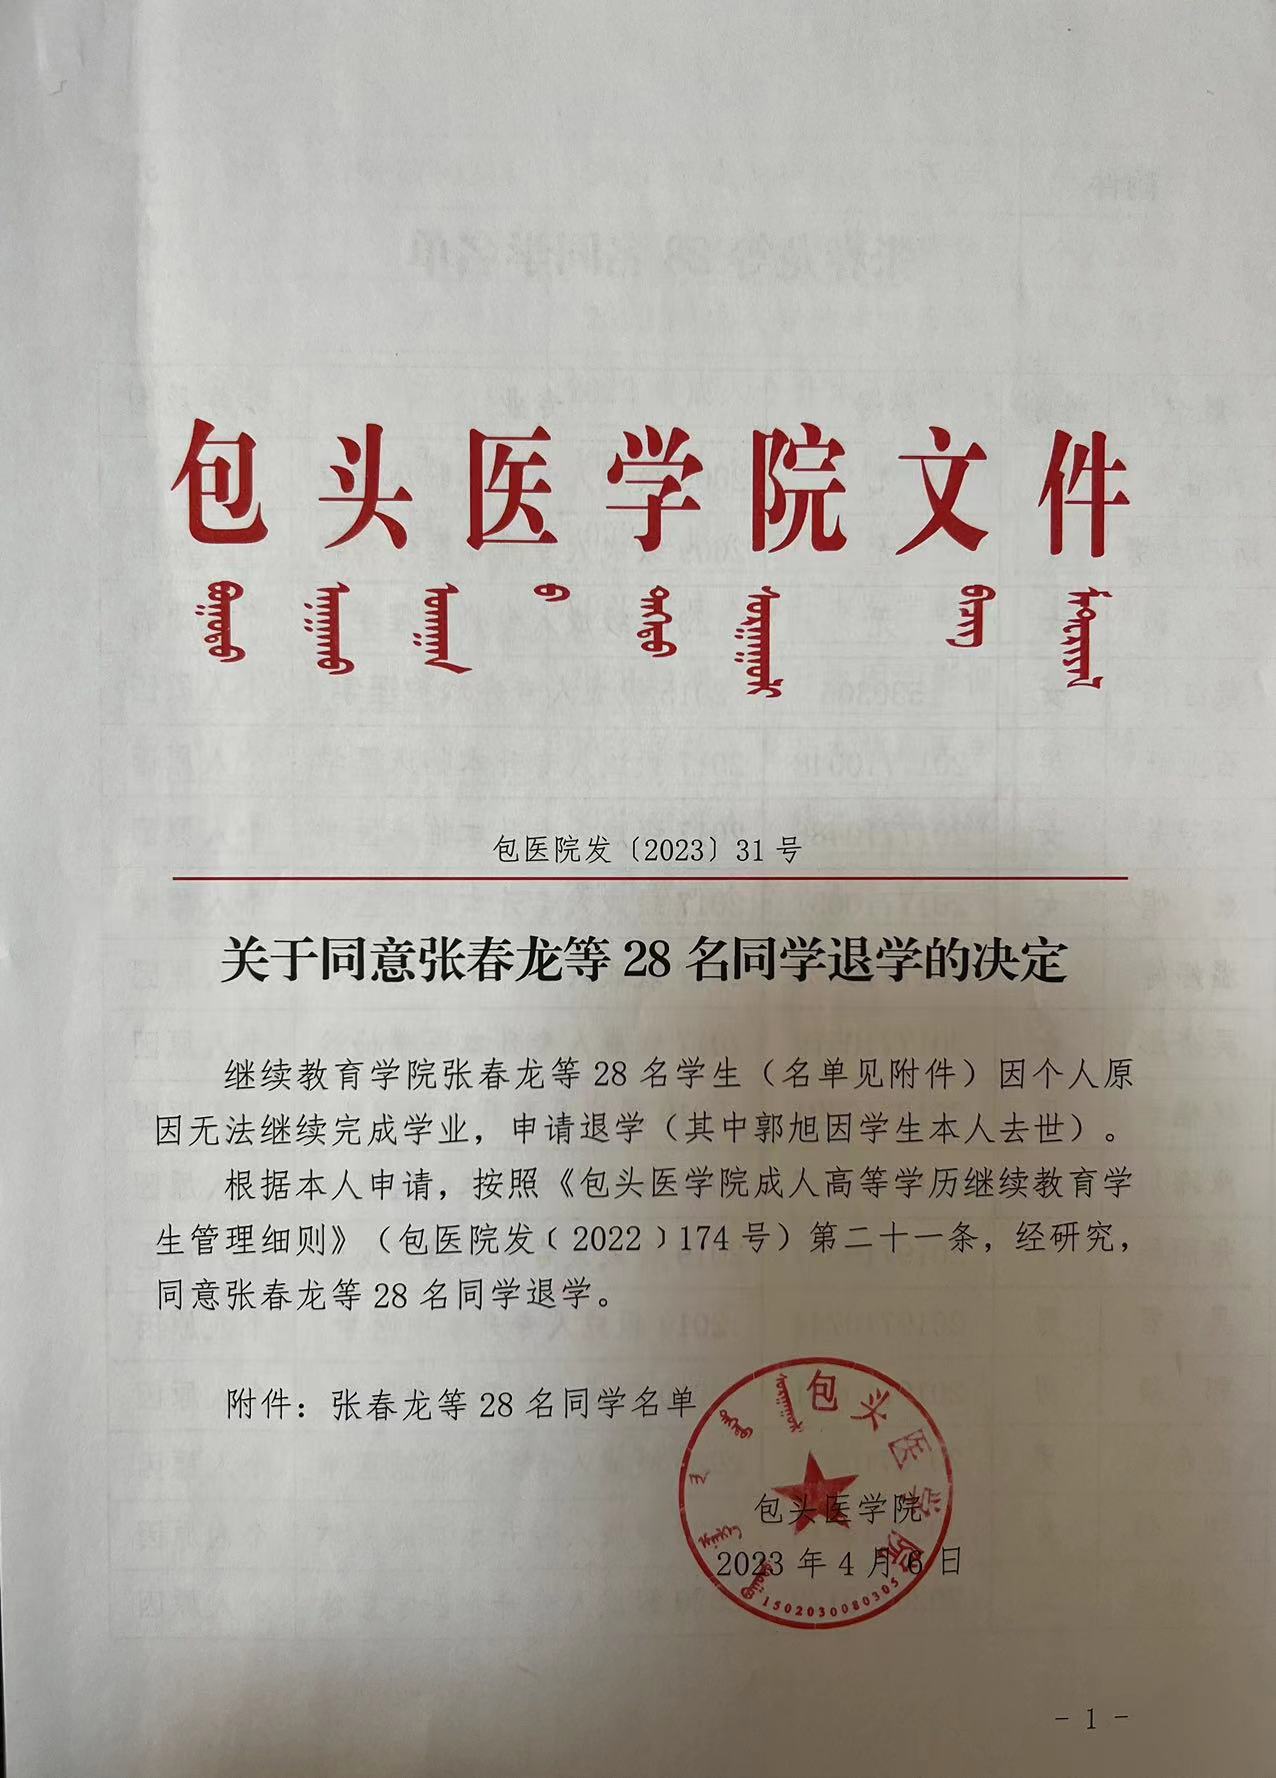 包头医学院文件
包医院发〔2023〕31号
关于同意张春龙等28名同学退学的决定
继续教育学院张春龙等28名学生（名单见附件）因个人原
因无法继续完成学业，申请退学（其中郭旭因学生本人去世）。
根据本人申请，按照《包头医学院成人高等学历继续教育学
生管理细则》（包医院发〔2022〕174号）第二十一条，经研究，
同意张春龙等28名同学退学。
附件：张春龙等28名同学名单
包头医学院
包头医学院
2023年4月6日
1502030080305
- 1 -